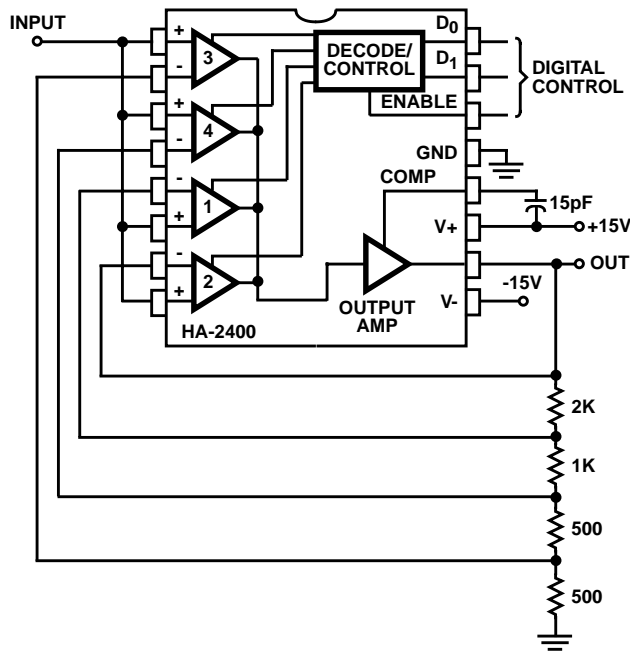 INPUT
+
-
3
+
-
4
-
+
1
-
+
2
DECODE/
CONTROL
D0
D1
ENABLE
DIGITAL
CONTROL
GND
COMP
15pF
V+
+15V
OUT
-15V
V-
OUTPUT
AMP
HA-2400
2K
1K
500
500